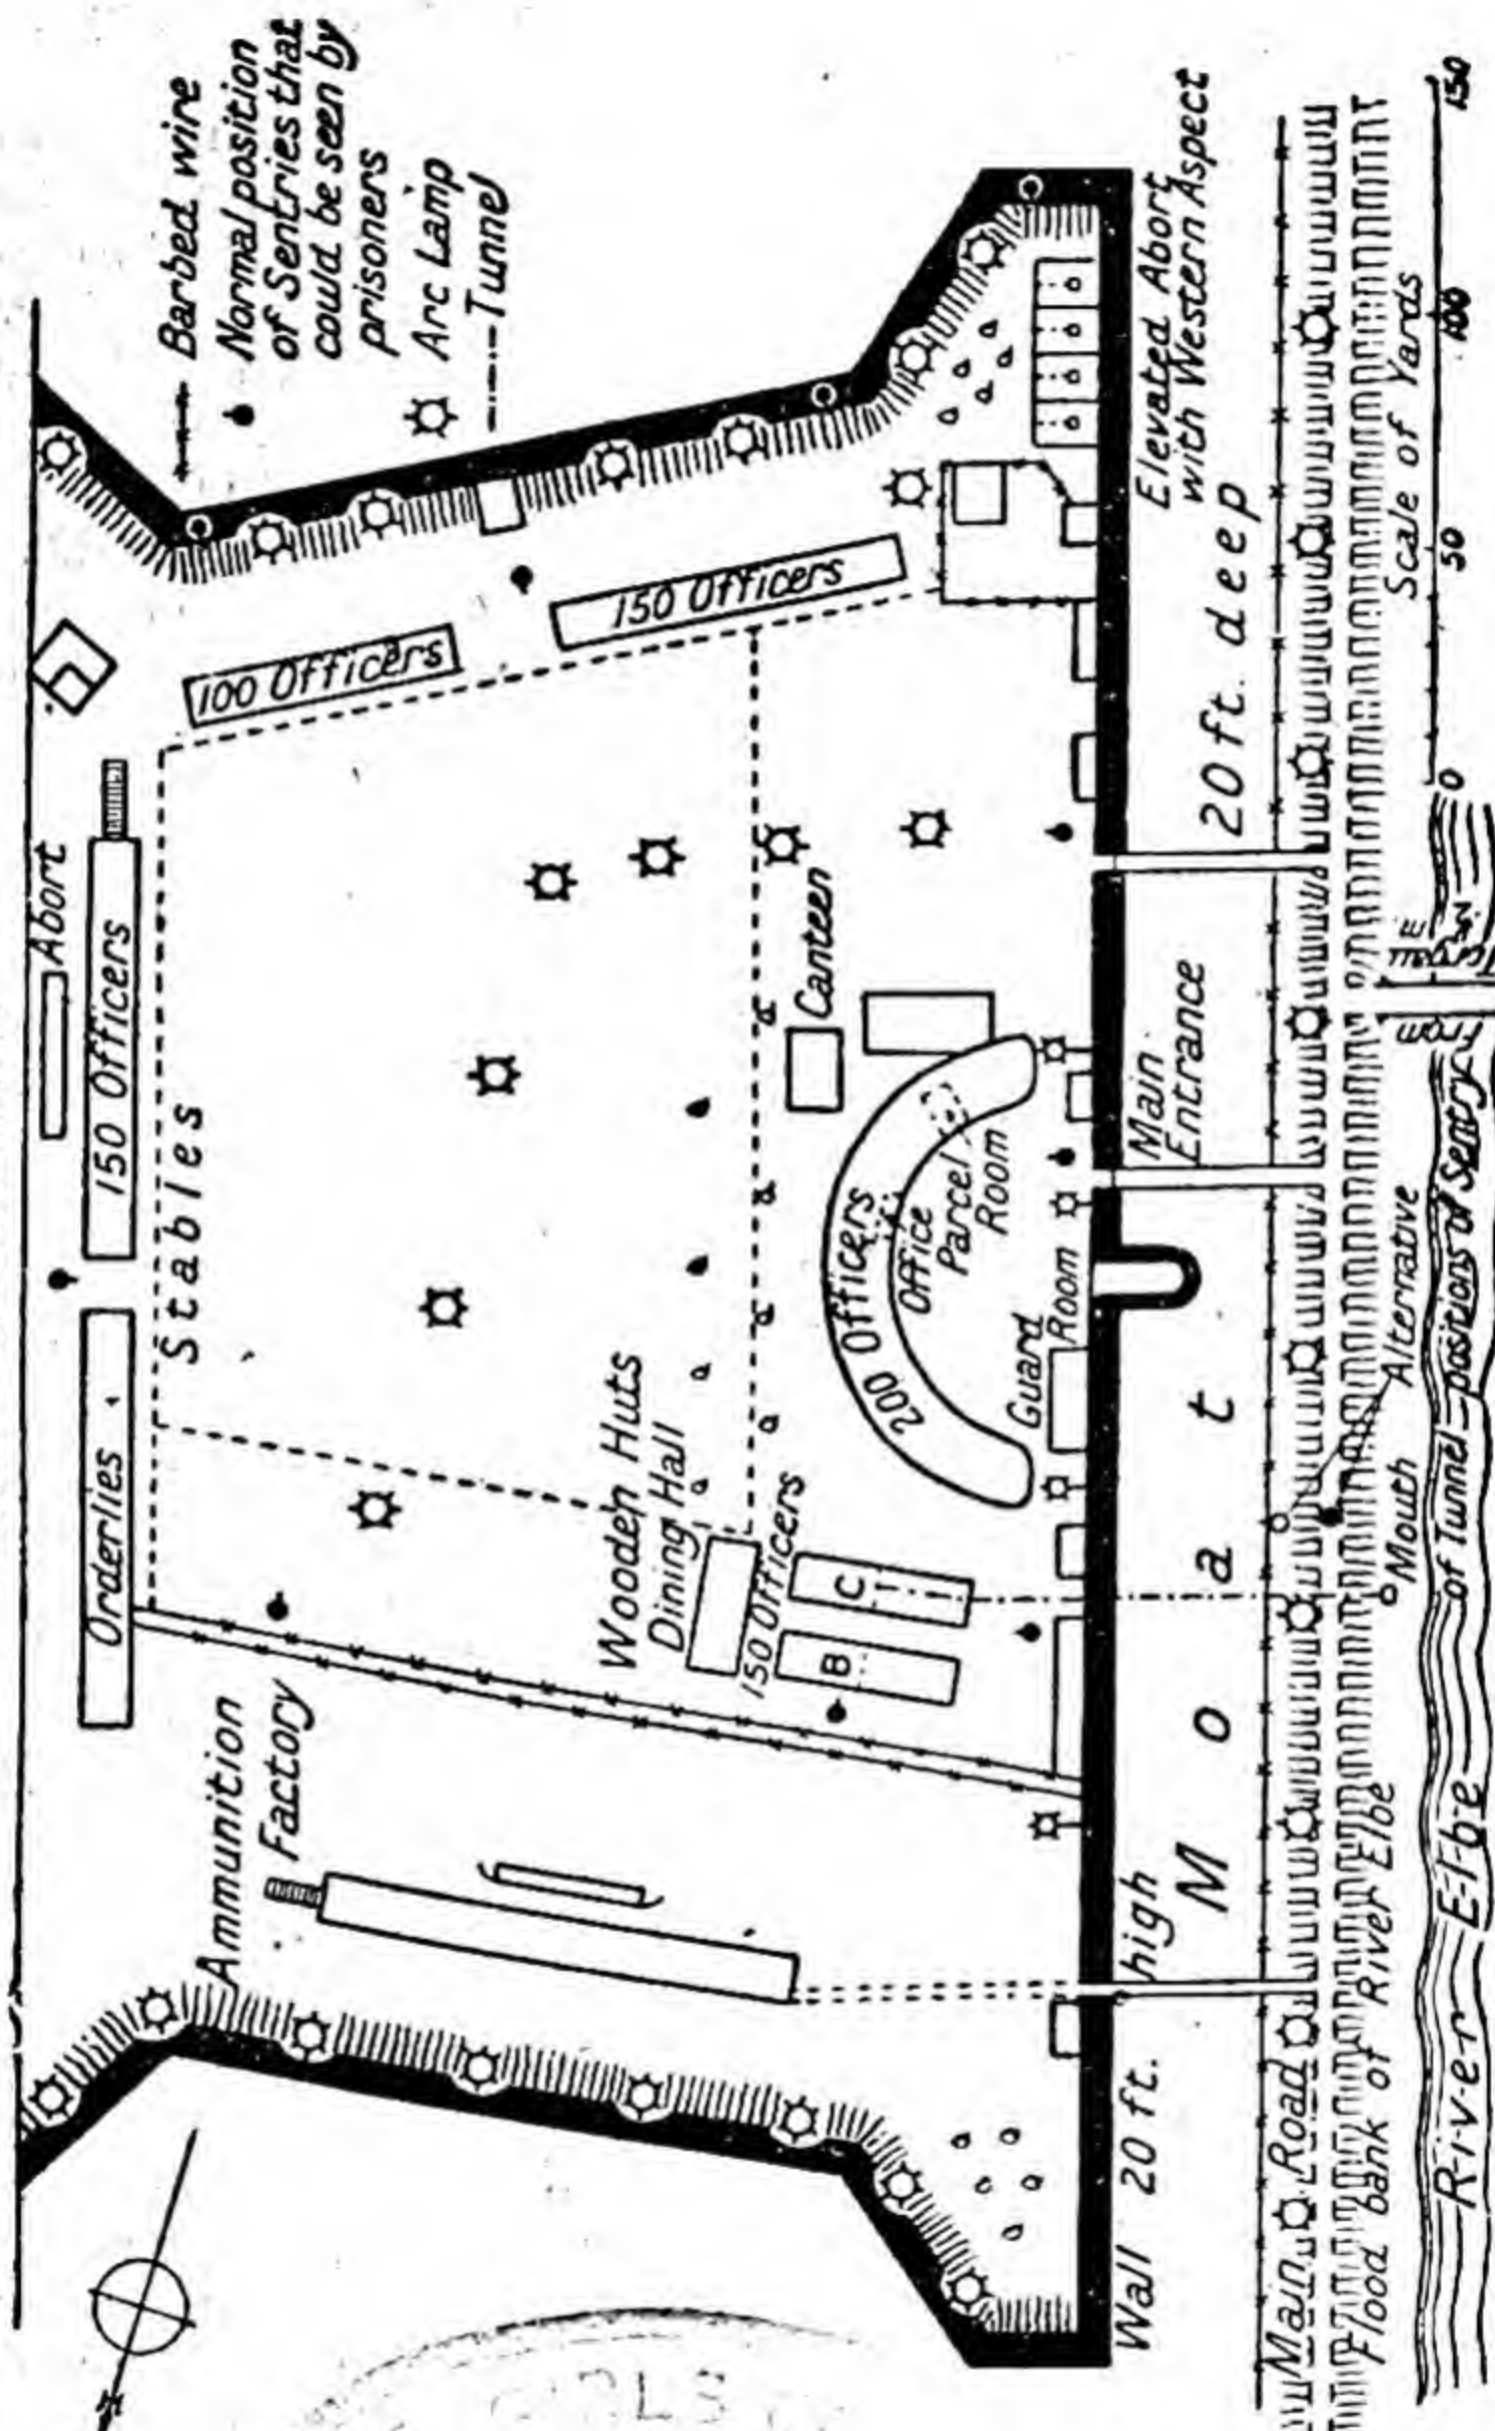 Barbed wire
Normal position
of Sentries that
could be seen by
prisoners
Arc Lamp
Tunnel
Abort
Orderlies
150 Officers
100 Officers
150 Officers
Stables
Ammunition
Factory
Wooden Huts
Dining Hall
150 Officers
B
C
Canteen
200 Officers
Office
Parcel
Room
Guard
Room
Main
Entrance
Elevated Abort
with Western Aspect
Wall 20 ft. high
Moat 20 ft. deep
Main Road
Flood bank of River Elbe
Mouth
Alternative
of Tunnel-positions of Sentry
Scale of Yards
0 50 100 150
River Elbe
Ferry
N